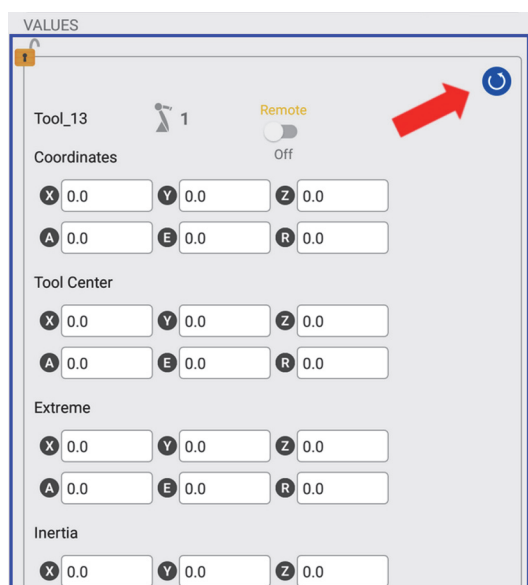 VALUES
Tool_13 1 Remote
Off
Coordinates
X 0.0 Y 0.0 Z 0.0
A 0.0 E 0.0 R 0.0
Tool Center
X 0.0 Y 0.0 Z 0.0
A 0.0 E 0.0 R 0.0
Extreme
X 0.0 Y 0.0 Z 0.0
A 0.0 E 0.0 R 0.0
Inertia
X 0.0 Y 0.0 Z 0.0